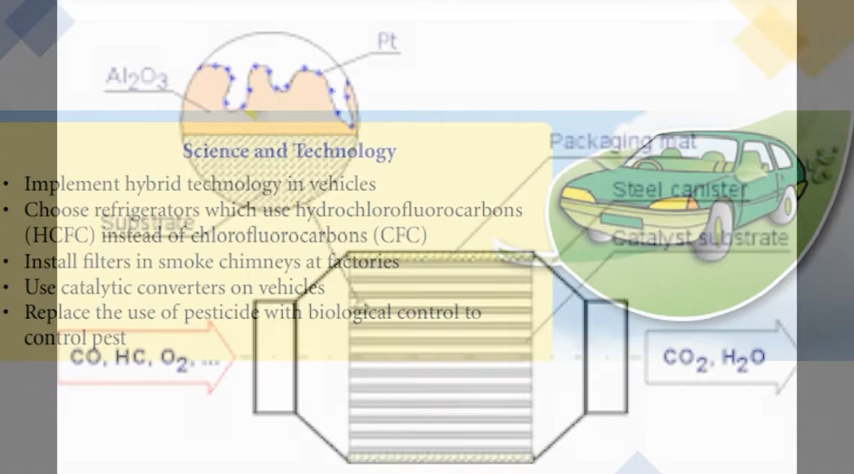 Pt
Al₂O₃
Packaging mat
Science and Technology
• Implement hybrid technology in vehicles
Steel canister
• Choose refrigerators which use hydrochlorofluorocarbons
(HCFC) instead of chlorofluorocarbons (CFC)
Substrate
Catalyst substrate
• Install filters in smoke chimneys at factories
• Use catalytic converters on vehicles
• Replace the use of pesticide with biological control to
control pest
CO, HC, O₂, ...
CO₂, H₂O